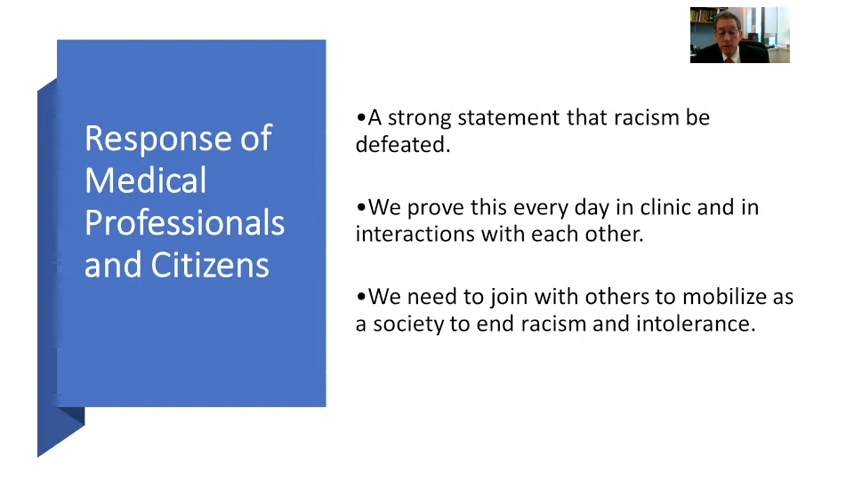 Response of
Medical
Professionals
and Citizens
•A strong statement that racism be
defeated.
•We prove this every day in clinic and in
interactions with each other.
•We need to join with others to mobilize as
a society to end racism and intolerance.